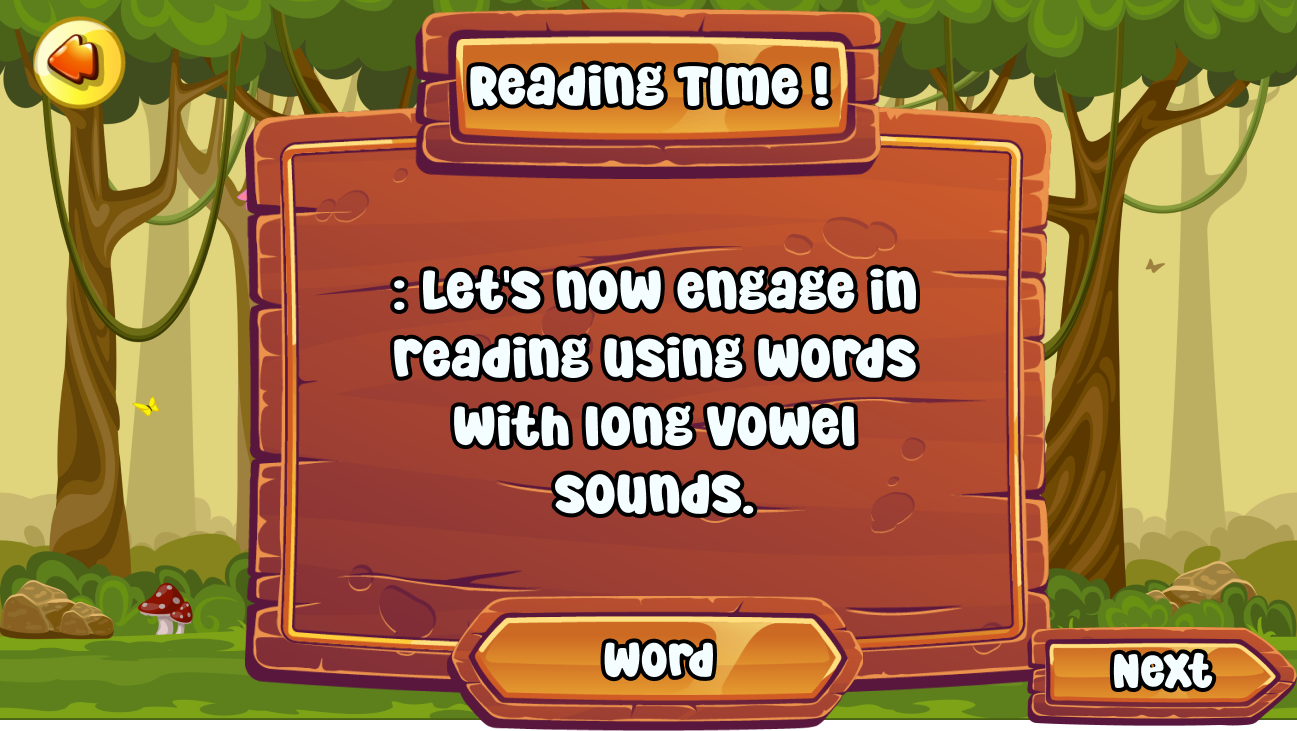 Reading TIme !
: Let's now engage in
reading using words
with long vowel
sounds.
word
Next